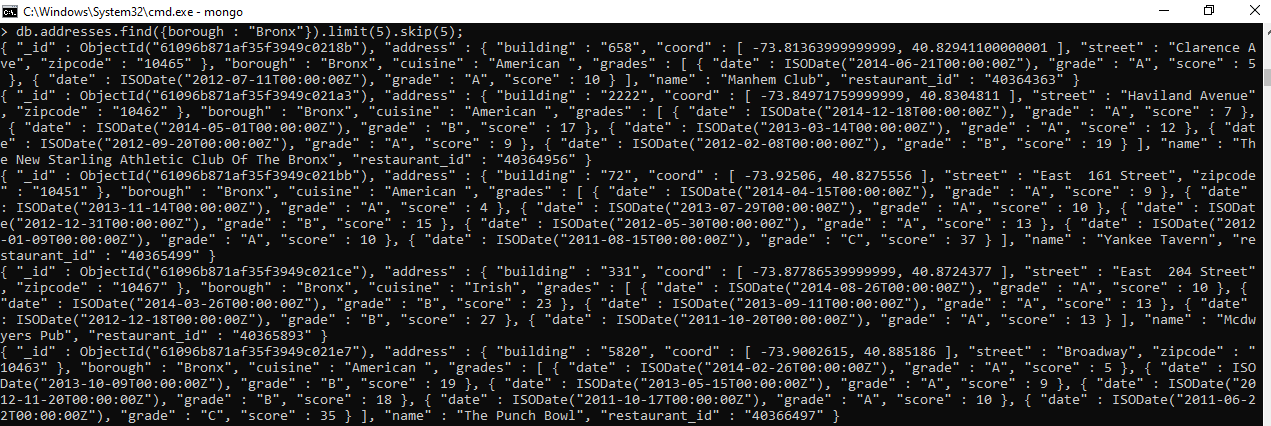 C:\Windows\System32\cmd.exe - mongo
> db.addresses.find({borough : "Bronx"}).limit(5).skip(5);
{ "_id" : ObjectId("61096b871af35f3949c0218b"), "address" : { "building" : "658", "coord" : [ -73.81363999999999, 40.82941100000001 ], "street" : "Clarence A
ve", "zipcode" : "10465" }, "borough" : "Bronx", "cuisine" : "American ", "grades" : [ { "date" : ISODate("2014-06-21T00:00:00Z"), "grade" : "A", "score" : 5
 }, { "date" : ISODate("2012-07-11T00:00:00Z"), "grade" : "A", "score" : 10 } ], "name" : "Manhem Club", "restaurant_id" : "40364363" }
{ "_id" : ObjectId("61096b871af35f3949c021a3"), "address" : { "building" : "2222", "coord" : [ -73.84971759999999, 40.8304811 ], "street" : "Haviland Avenue"
, "zipcode" : "10462" }, "borough" : "Bronx", "cuisine" : "American ", "grades" : [ { "date" : ISODate("2014-12-18T00:00:00Z"), "grade" : "A", "score" : 7 },
 { "date" : ISODate("2014-05-01T00:00:00Z"), "grade" : "B", "score" : 17 }, { "date" : ISODate("2013-03-14T00:00:00Z"), "grade" : "A", "score" : 12 }, { "dat
e" : ISODate("2012-09-20T00:00:00Z"), "grade" : "A", "score" : 9 }, { "date" : ISODate("2012-02-08T00:00:00Z"), "grade" : "B", "score" : 19 } ], "name" : "Th
e New Starling Athletic Club Of The Bronx", "restaurant_id" : "40364956" }
{ "_id" : ObjectId("61096b871af35f3949c021bb"), "address" : { "building" : "72", "coord" : [ -73.92506, 40.8275556 ], "street" : "East  161 Street", "zipcode
" : "10451" }, "borough" : "Bronx", "cuisine" : "American ", "grades" : [ { "date" : ISODate("2014-04-15T00:00:00Z"), "grade" : "A", "score" : 9 }, { "date"
: ISODate("2013-11-14T00:00:00Z"), "grade" : "A", "score" : 4 }, { "date" : ISODate("2013-07-29T00:00:00Z"), "grade" : "A", "score" : 10 }, { "date" : ISODat
e("2012-12-31T00:00:00Z"), "grade" : "B", "score" : 15 }, { "date" : ISODate("2012-05-30T00:00:00Z"), "grade" : "A", "score" : 13 }, { "date" : ISODate("2012
-01-09T00:00:00Z"), "grade" : "A", "score" : 10 }, { "date" : ISODate("2011-08-15T00:00:00Z"), "grade" : "C", "score" : 37 } ], "name" : "Yankee Tavern", "re
staurant_id" : "40365499" }
{ "_id" : ObjectId("61096b871af35f3949c021ce"), "address" : { "building" : "331", "coord" : [ -73.87786539999999, 40.8724377 ], "street" : "East  204 Street"
, "zipcode" : "10467" }, "borough" : "Bronx", "cuisine" : "Irish", "grades" : [ { "date" : ISODate("2014-08-26T00:00:00Z"), "grade" : "A", "score" : 10 }, {
"date" : ISODate("2014-03-26T00:00:00Z"), "grade" : "B", "score" : 23 }, { "date" : ISODate("2013-09-11T00:00:00Z"), "grade" : "A", "score" : 13 }, { "date"
: ISODate("2012-12-18T00:00:00Z"), "grade" : "B", "score" : 27 }, { "date" : ISODate("2011-10-20T00:00:00Z"), "grade" : "A", "score" : 13 } ], "name" : "Mcdw
yers Pub", "restaurant_id" : "40365893" }
{ "_id" : ObjectId("61096b871af35f3949c021e7"), "address" : { "building" : "5820", "coord" : [ -73.9002615, 40.885186 ], "street" : "Broadway", "zipcode" : "
10463" }, "borough" : "Bronx", "cuisine" : "American ", "grades" : [ { "date" : ISODate("2014-02-26T00:00:00Z"), "grade" : "A", "score" : 5 }, { "date" : ISO
Date("2013-10-09T00:00:00Z"), "grade" : "B", "score" : 19 }, { "date" : ISODate("2013-05-15T00:00:00Z"), "grade" : "A", "score" : 9 }, { "date" : ISODate("20
12-11-20T00:00:00Z"), "grade" : "B", "score" : 18 }, { "date" : ISODate("2011-10-17T00:00:00Z"), "grade" : "A", "score" : 10 }, { "date" : ISODate("2011-06-2
2T00:00:00Z"), "grade" : "C", "score" : 35 } ], "name" : "The Punch Bowl", "restaurant_id" : "40366497" }